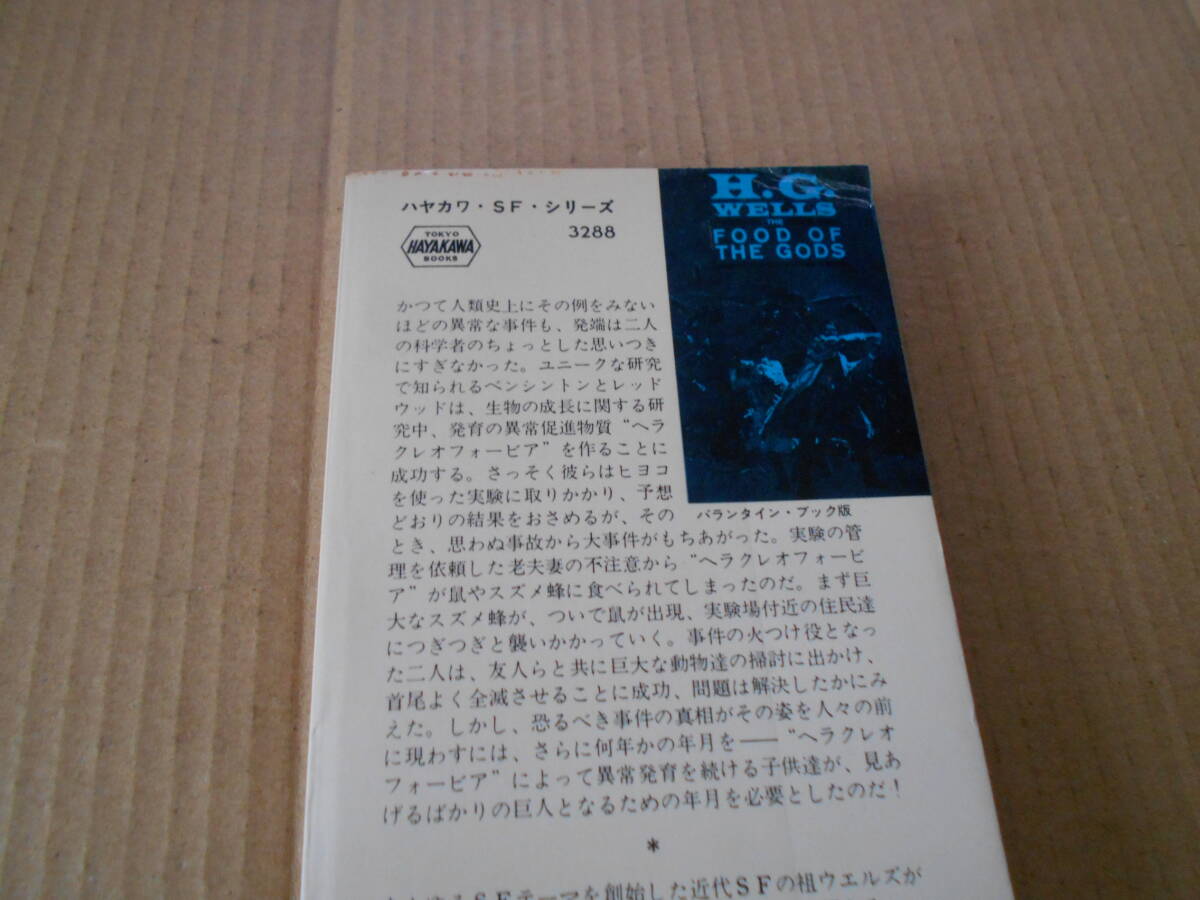 ハヤカワ・SF・シリーズ
TOKYO
HAYAKAWA
BOOKS
3288
H.G.
WELLS
THE
FOOD OF
THE GODS
かつて人類史上にその例をみない
ほどの異常な事件も、発端は二人
の科学者のちょっとした思いつき
にすぎなかった。ユニークな研究
で知られるベンシントンとレッド
ウッドは、生物の成長に関する研
究中、発育の異常促進物質“ヘラ
クレオフォービア”を作ることに
成功する。さっそく彼らはヒヨコ
を使った実験に取りかかり、予想
どおりの結果をおさめるが、その
バランタイン・ブック版
とき、思わぬ事故から大事件がもちあがった。実験の管
理を依頼した老夫妻の不注意から“ヘラクレオフォービ
ア”が鼠やスズメ蜂に食べられてしまったのだ。まず巨
大なスズメ蜂が、ついで鼠が出現、実験場付近の住民達
につぎつぎと襲いかかっていく。事件の火つけ役となっ
た二人は、友人らと共に巨大な動物達の掃討に出かけ、
首尾よく全滅させることに成功、問題は解決したかにみ
えた。しかし、恐るべき事件の真相がその姿を人々の前
に現わすには、さらに何年かの年月を――“ヘラクレオ
フォービア”によって異常発育を続ける子供達が、見あ
げるばかりの巨人となるための年月を必要としたのだ！
*
SFテーマを創始した近代SFの祖ウエルズが